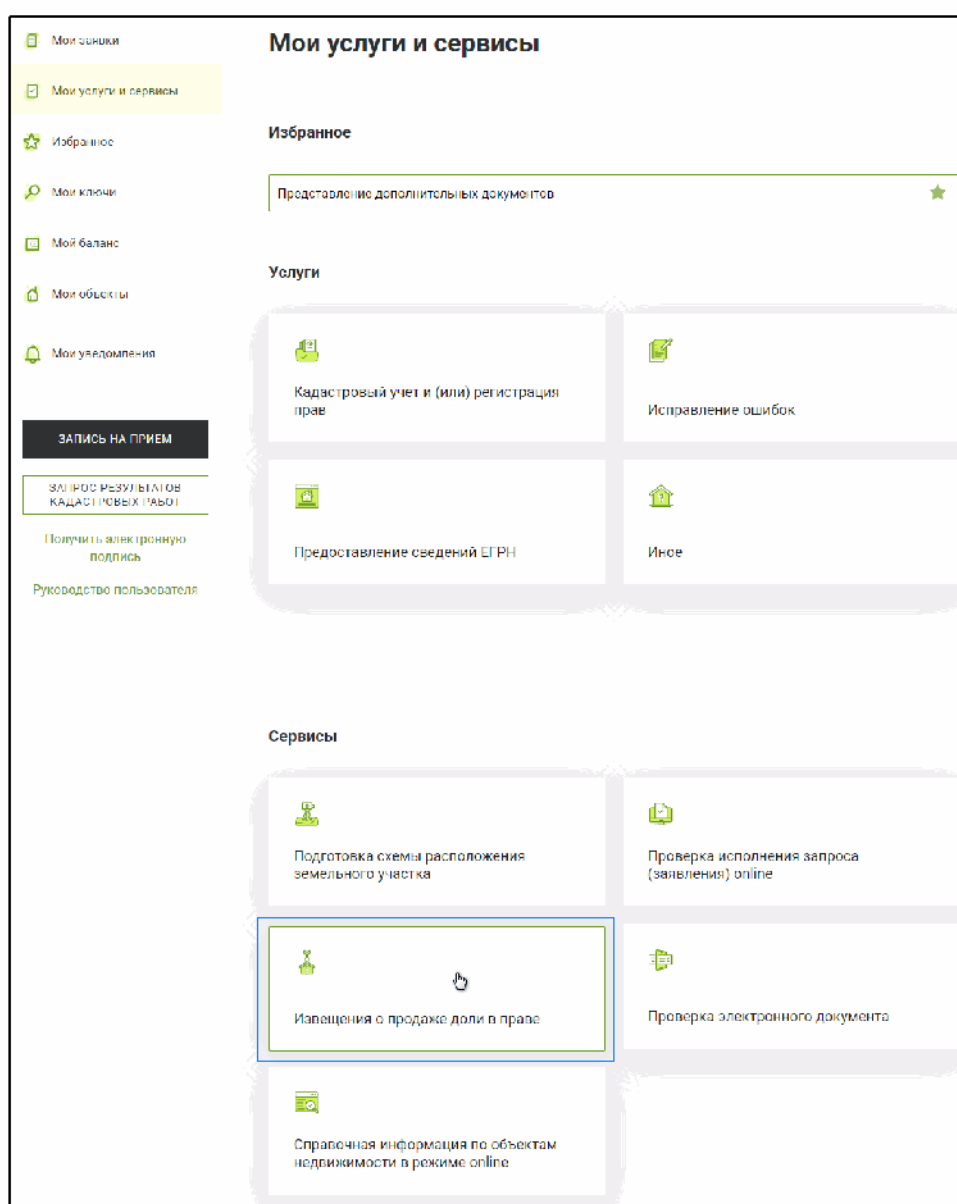 Мои заявки
Мои услуги и сервисы
Избранное
Мои ключи
Мой баланс
Мои объекты
Мои уведомления
ЗАПИСЬ НА ПРИЕМ
ЗАПРОС РЕЗУЛЬТАТОВ
КАДАСТРОВЫХ РАБОТ
Получить электронную
подпись
Руководство пользователя
Мои услуги и сервисы
Избранное
Представление дополнительных документов
Услуги
Кадастровый учет и (или) регистрация
прав
Исправление ошибок
Предоставление сведений ЕГРН
Иное
Сервисы
Подготовка схемы расположения
земельного участка
Проверка исполнения запроса
(заявления) online
Извещения о продаже доли в праве
Проверка электронного документа
Справочная информация по объектам
недвижимости в режиме online